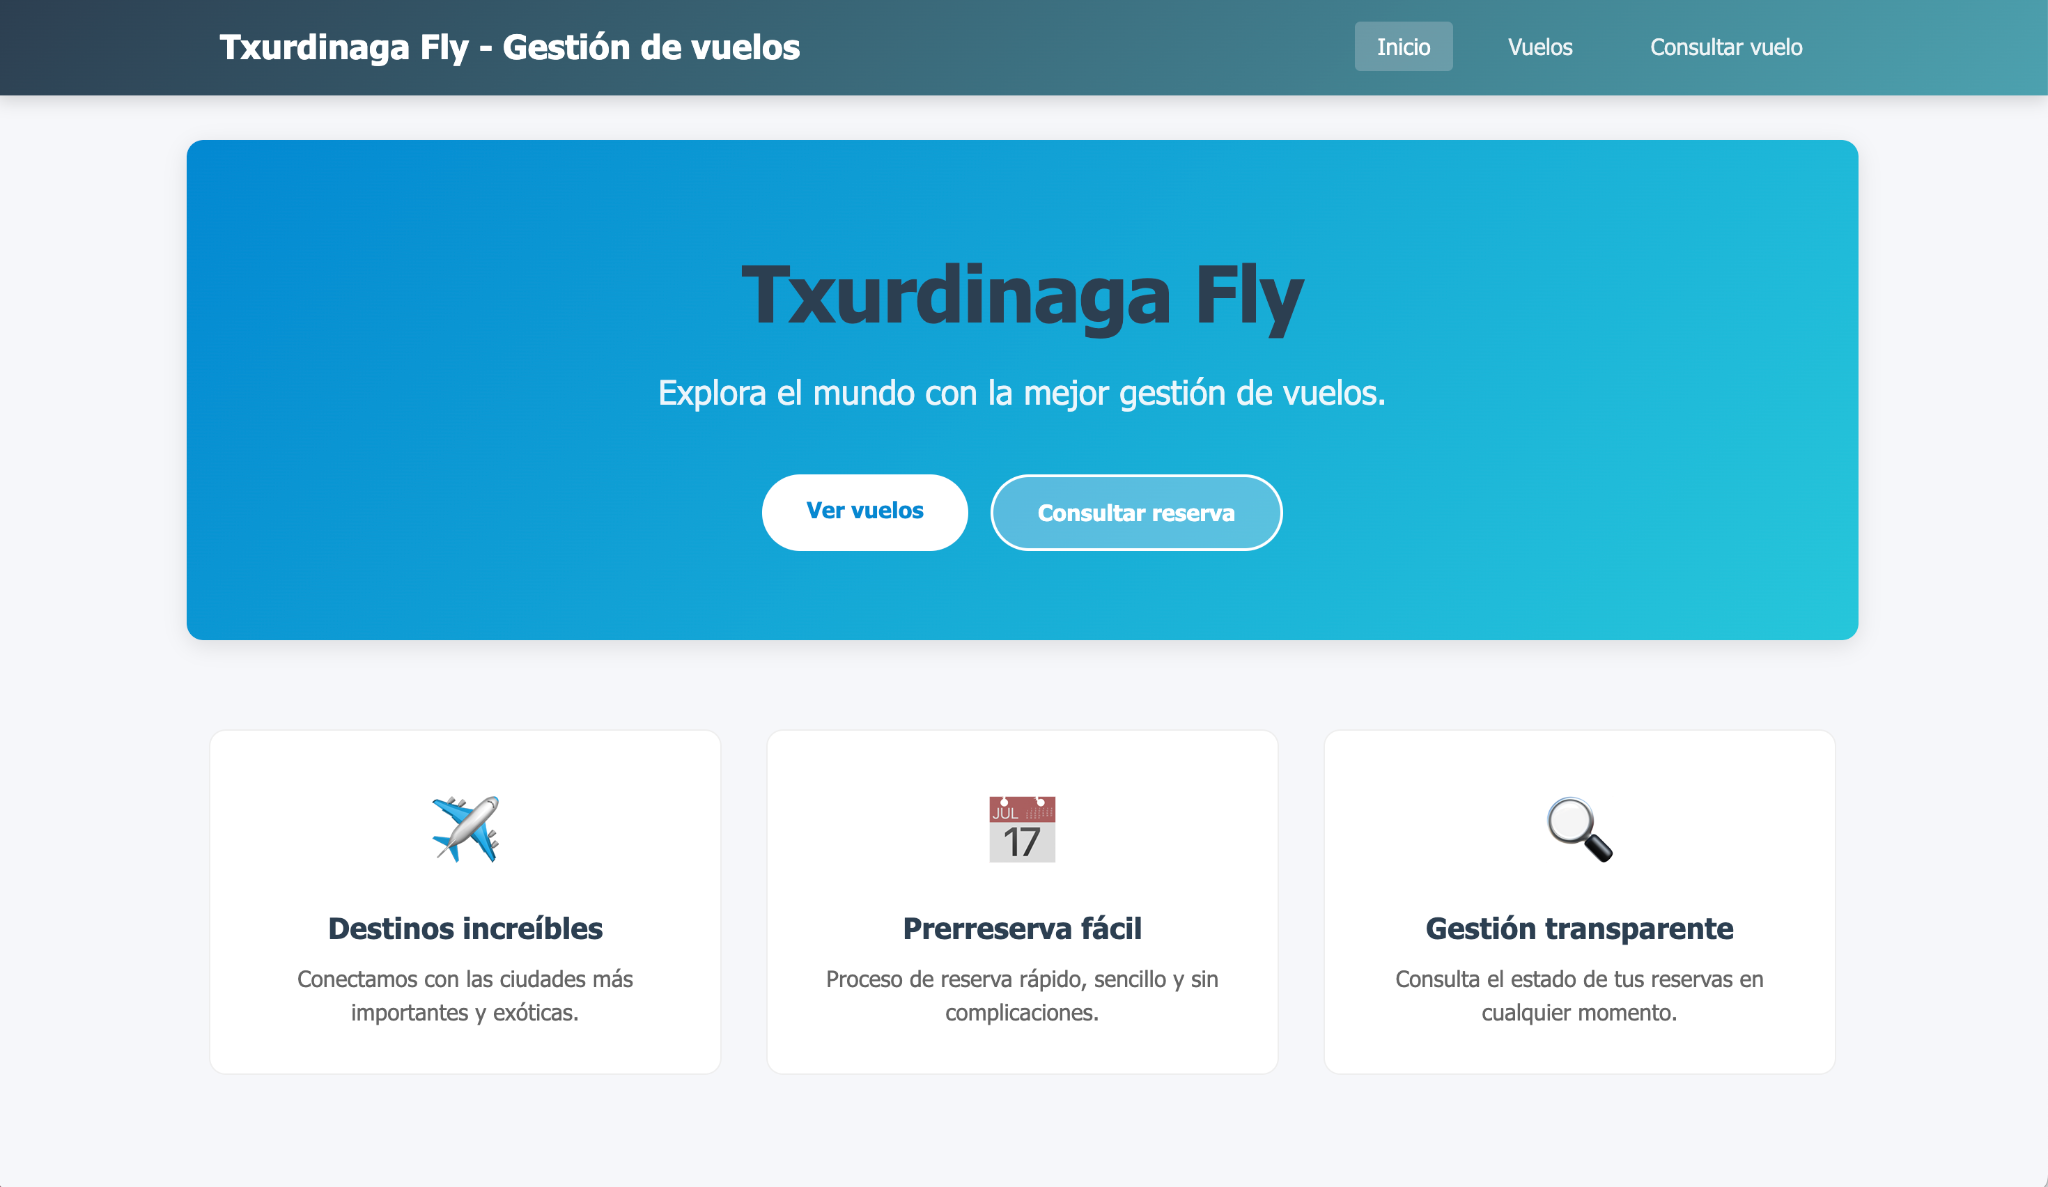 Txurdinaga Fly - Gestión de vuelos
Inicio
Vuelos
Consultar vuelo
Txurdinaga Fly
Explora el mundo con la mejor gestión de vuelos.
Ver vuelos
Consultar reserva
JUL
17
Destinos increíbles
Conectamos con las ciudades más
importantes y exóticas.
Prerreserva fácil
Proceso de reserva rápido, sencillo y sin
complicaciones.
Gestión transparente
Consulta el estado de tus reservas en
cualquier momento.